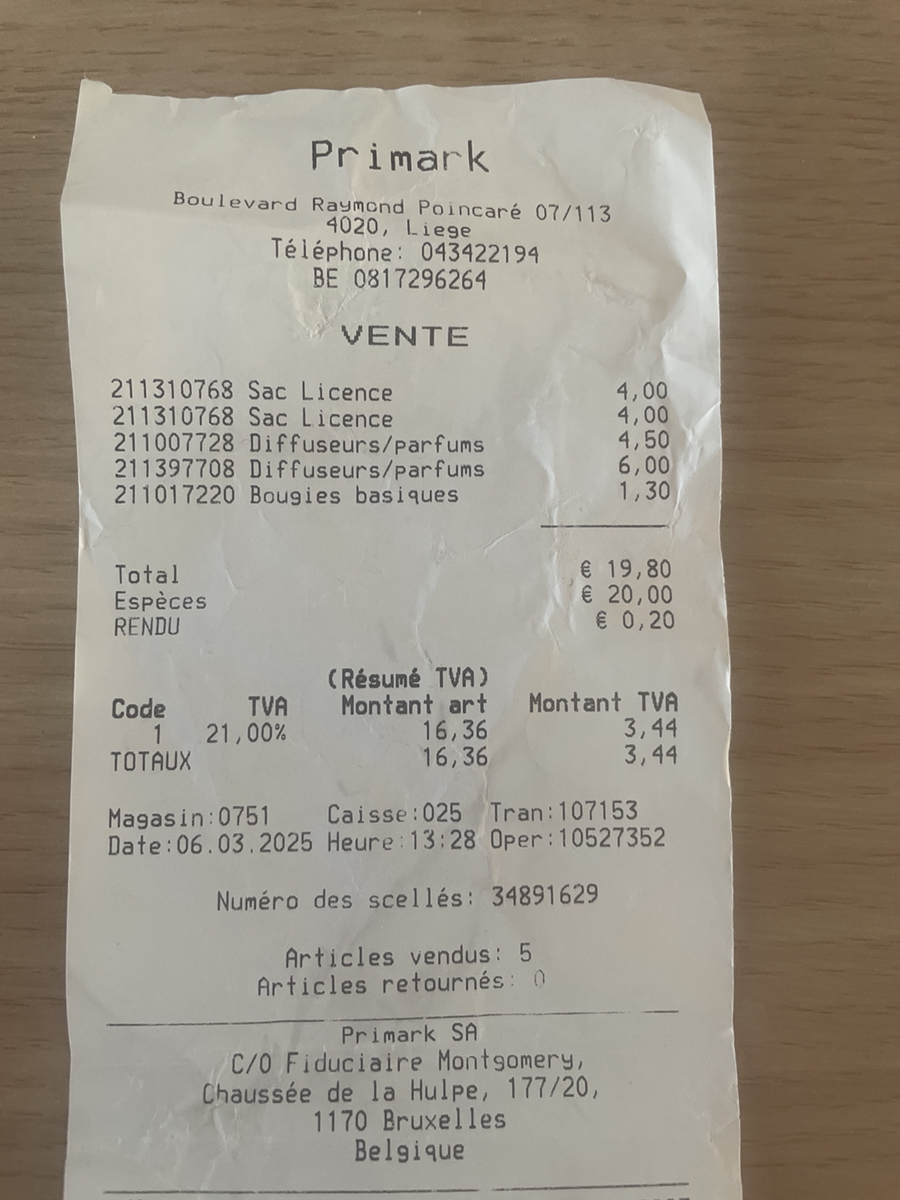 Primark
Boulevard Raymond Poincaré 07/113
4020, Liege
Téléphone: 043422194
BE 0817296264
VENTE
211310768 Sac Licence 4,00
211310768 Sac Licence 4,00
211007728 Diffuseurs/parfums 4,50
211397708 Diffuseurs/parfums 6,00
211017220 Bougies basiques 1,30
Total € 19,80
Espèces € 20,00
RENDU € 0,20
(Résumé TVA)
Code TVA Montant art Montant TVA
1 21,00% 16,36 3,44
TOTAUX 16,36 3,44
Magasin:0751 Caisse:025 Tran:107153
Date:06.03.2025 Heure:13:28 Oper:10527352
Numéro des scellés: 34891629
Articles vendus: 5
Articles retournés: 0
Primark SA
C/O Fiduciaire Montgomery,
Chaussée de la Hulpe, 177/20,
1170 Bruxelles
Belgique